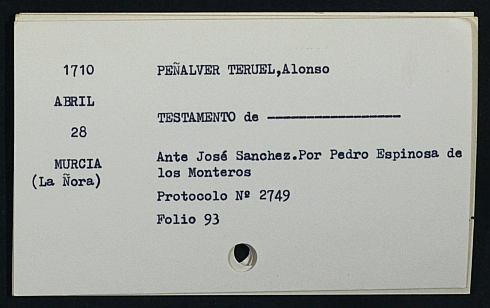 1710 PEÑALVER TERUEL,Alonso
ABRIL
TESTAMENTO de -----------------
28
MURCIA Ante José Sanchez.Por Pedro Espinosa de
(La Ñora) los Monteros
Protocolo Nº 2749
Folio 93